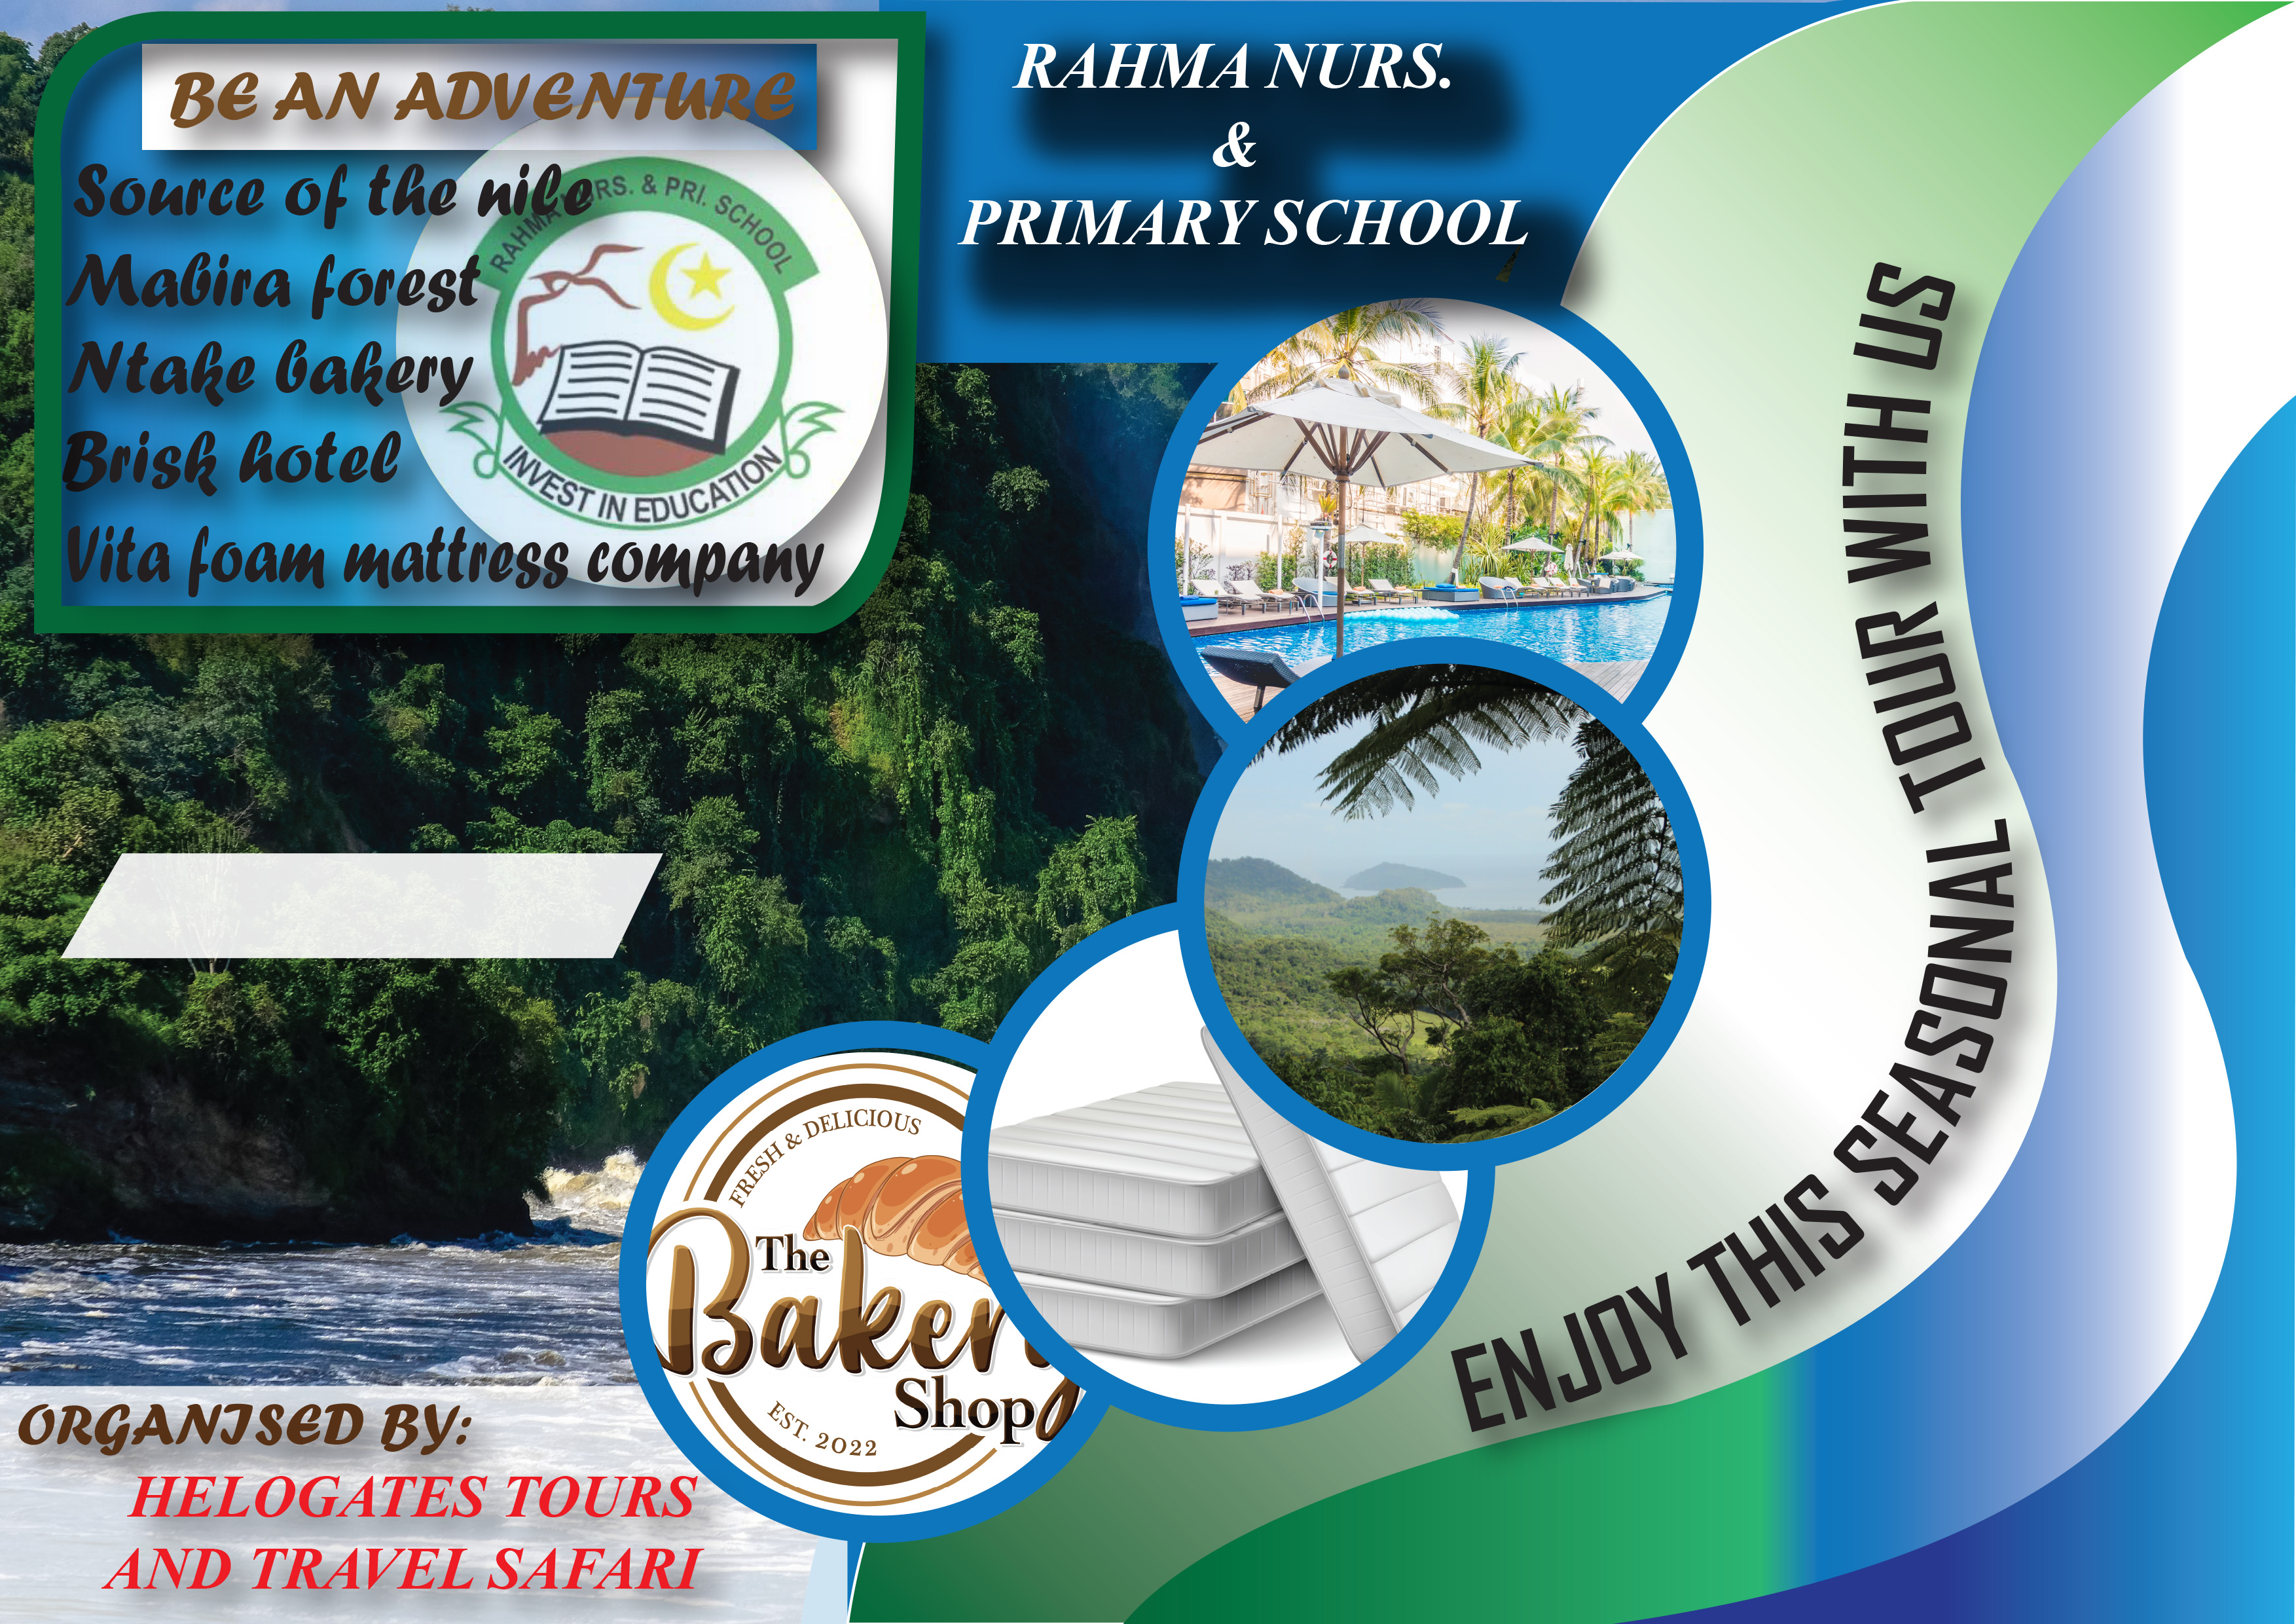 BE AN ADVENTURE
Source of the nile
Mabira forest
Ntake bakery
Brisk hotel
Vita foam mattress company
RAHMA NURS. & PRI. SCHOOL
INVEST IN EDUCATION
RAHMA NURS.
&
PRIMARY SCHOOL
ENJOY THIS SEASONAL TOUR WITH US
FRESH & DELICIOUS
The
Bakery
Shop
EST. 2022
ORGANISED BY:
HELOGATES TOURS
AND TRAVEL SAFARI